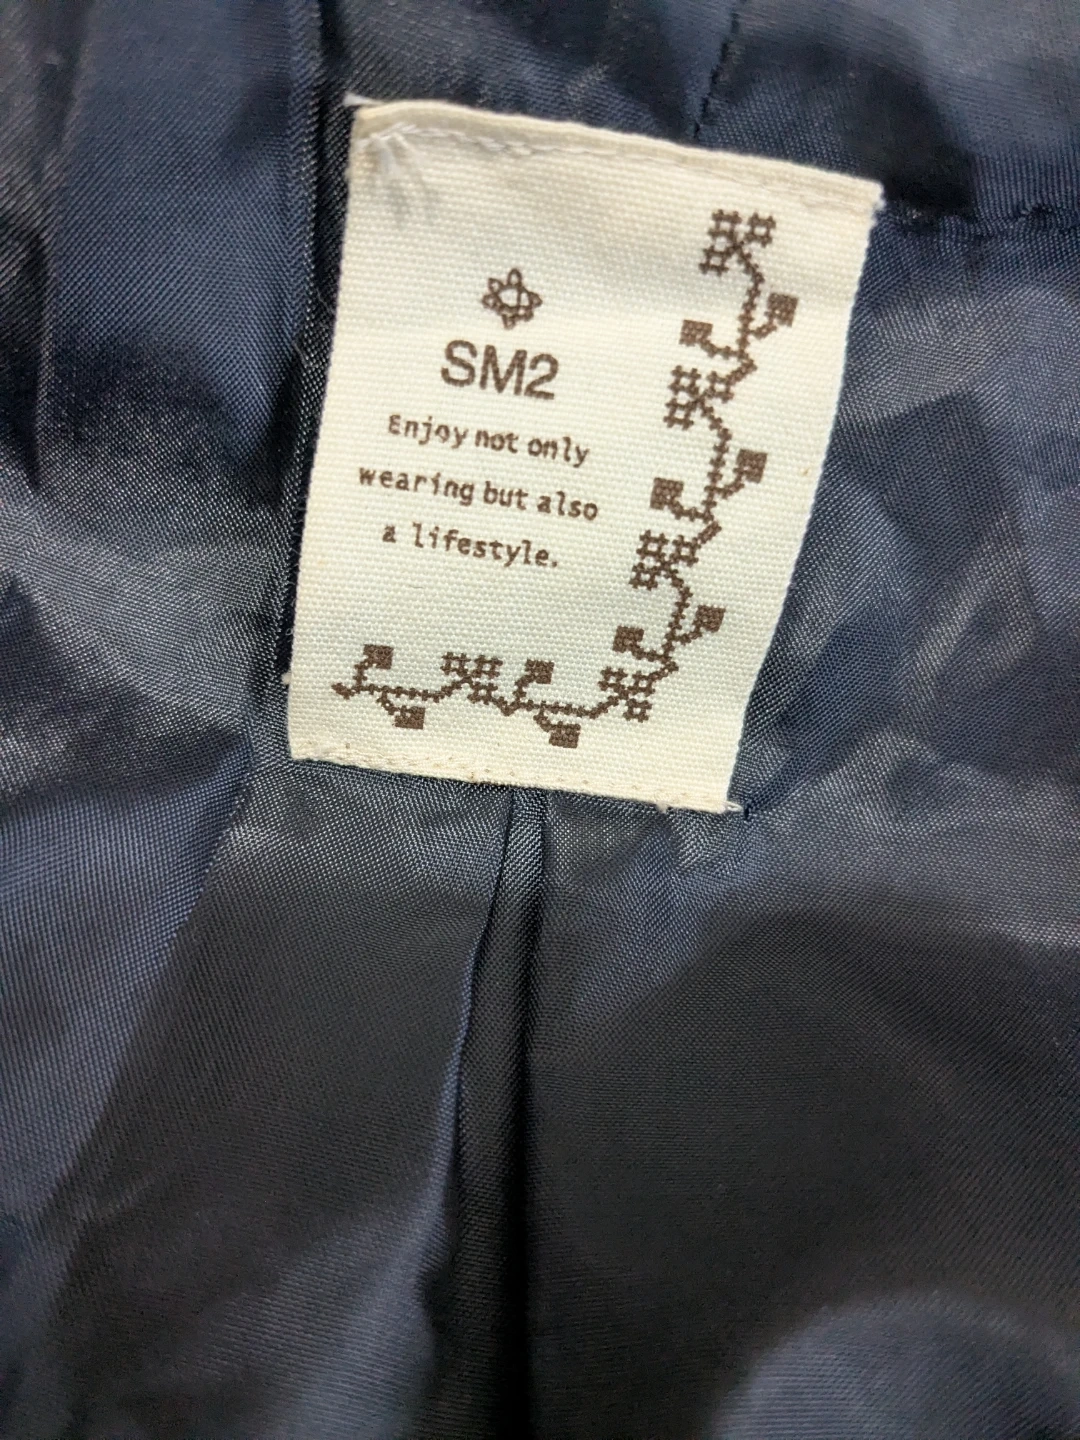 SM2
Enjoy not only
wearing but also
a lifestyle.